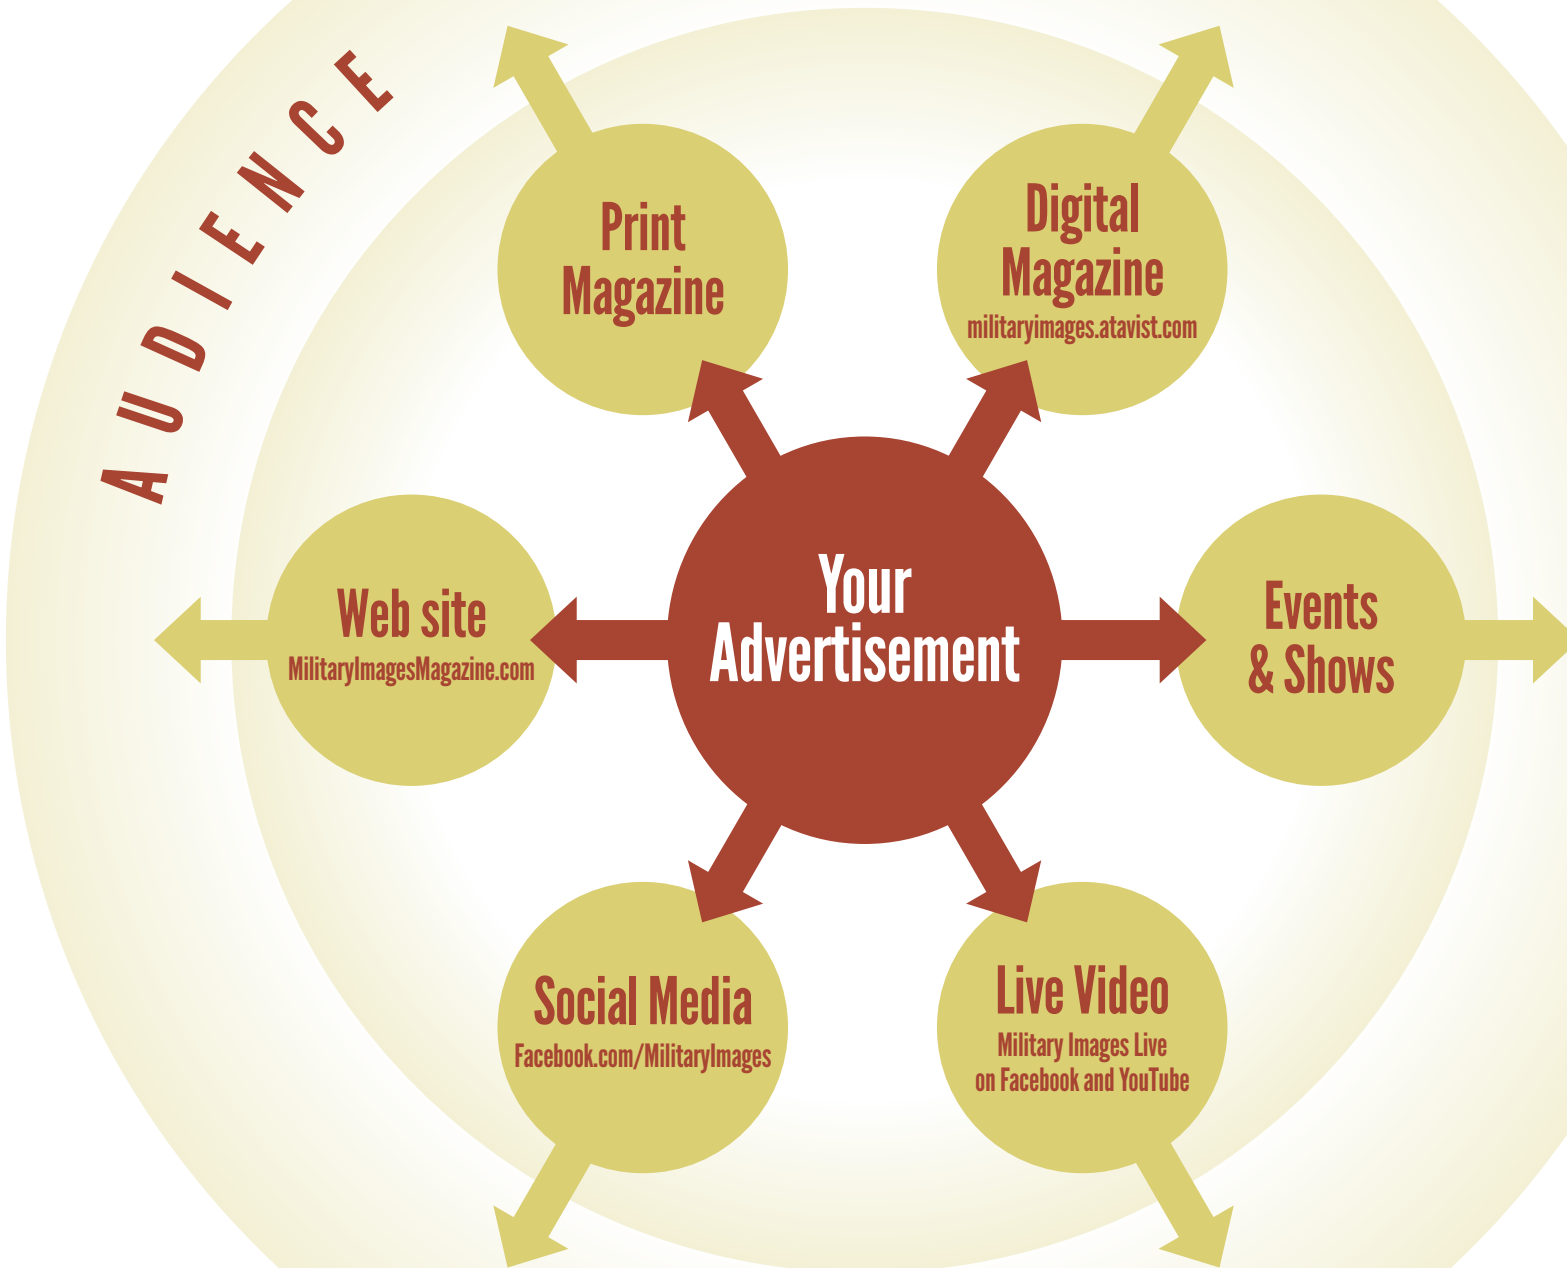 AUDIENCE
Print
Magazine
Digital
Magazine
militaryimages.atavist.com
Web site
MilitaryImagesMagazine.com
Your
Advertisement
Events
& Shows
Social Media
Facebook.com/MilitaryImages
Live Video
Military Images Live
on Facebook and YouTube